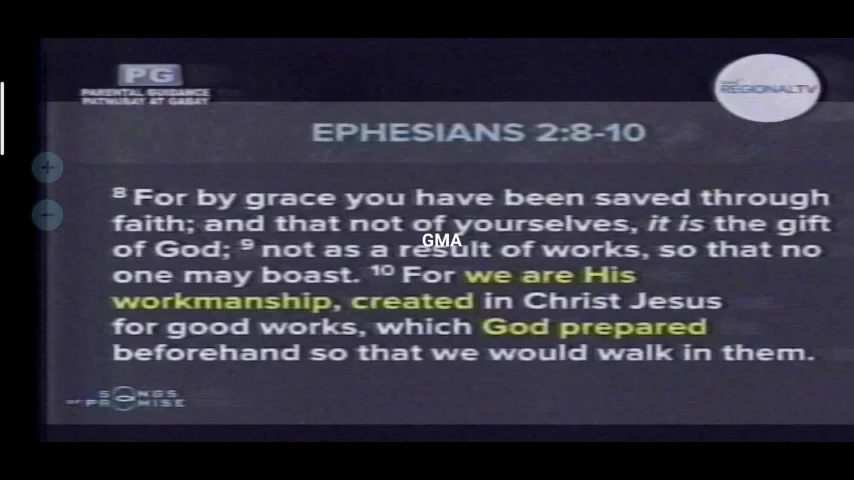 PG
PARENTAL GUIDANCE
PATNUBAY AT GABAY
REGIONALTV
EPHESIANS 2:8-10
8 For by grace you have been saved through
faith; and that not of yourselves, it is the gift
of God; 9 not as a result of works, so that no
GMA
one may boast. 10 For we are His
workmanship, created in Christ Jesus
for good works, which God prepared
beforehand so that we would walk in them.
SONGS
OF PROMISE
+
−